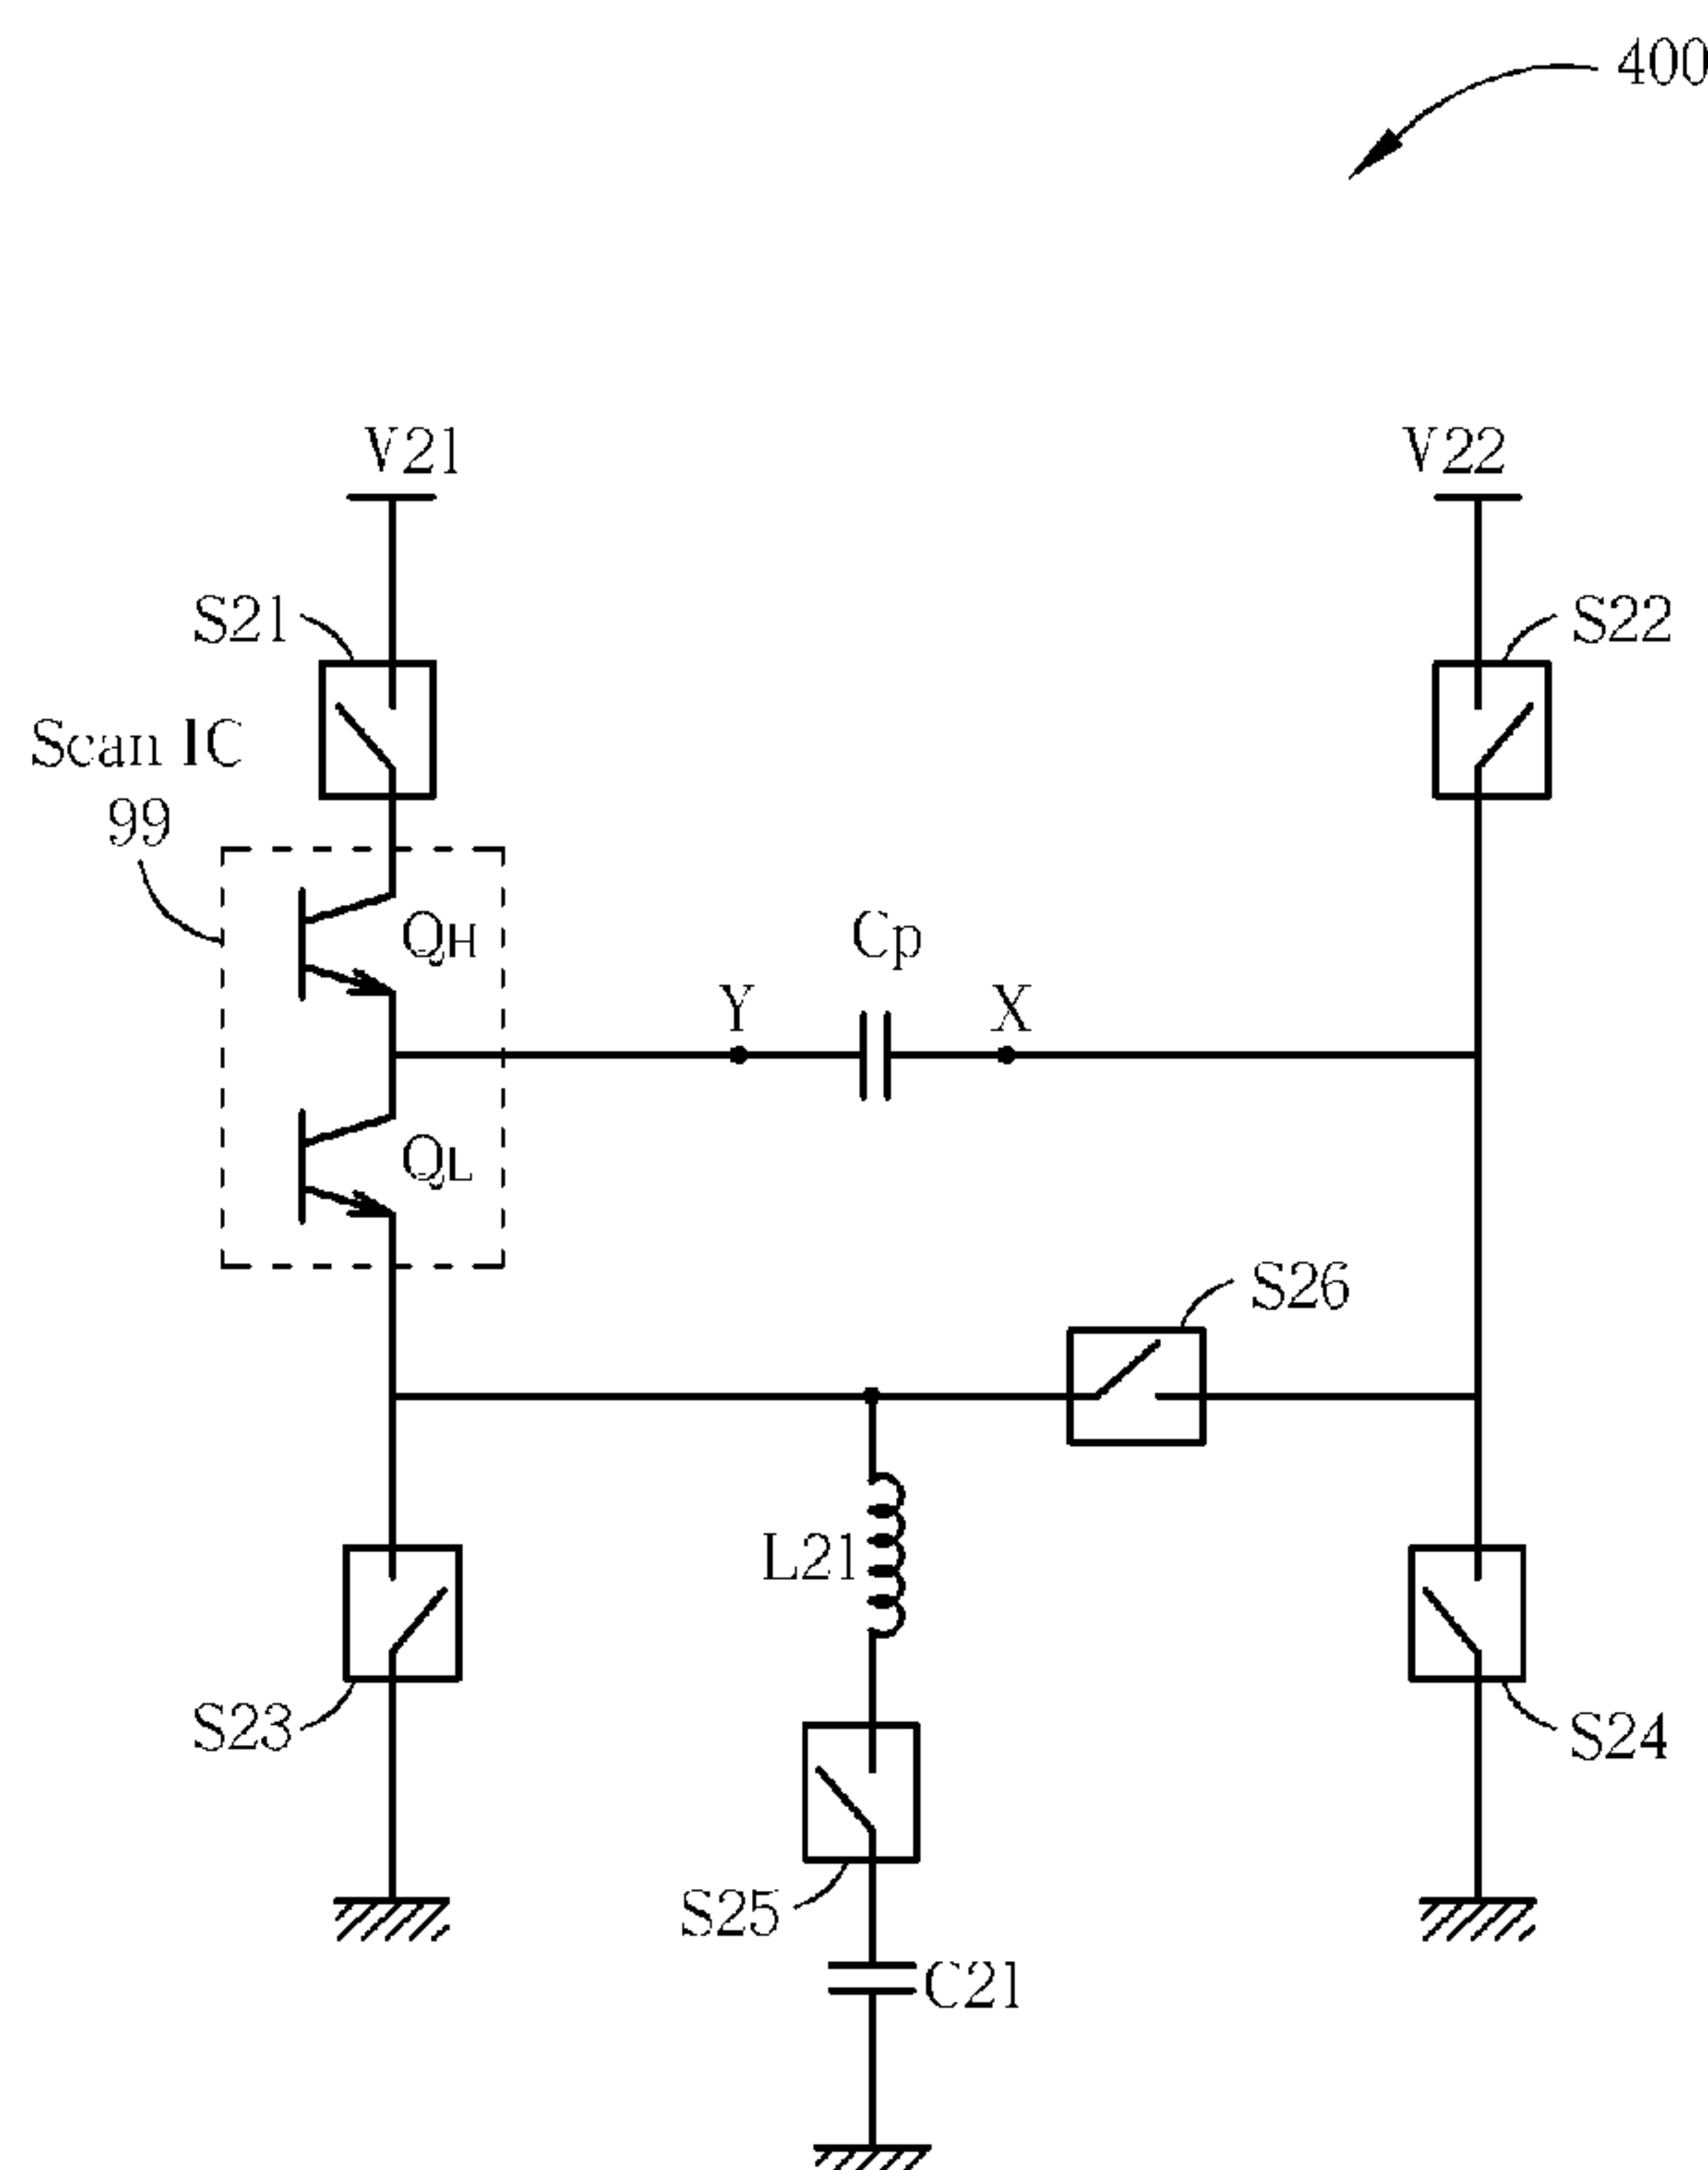 400
V21
V22
S21
S22
Scan IC
99
QH
Cp
Y
X
QL
S26
L21
S23
S24
S25
C21